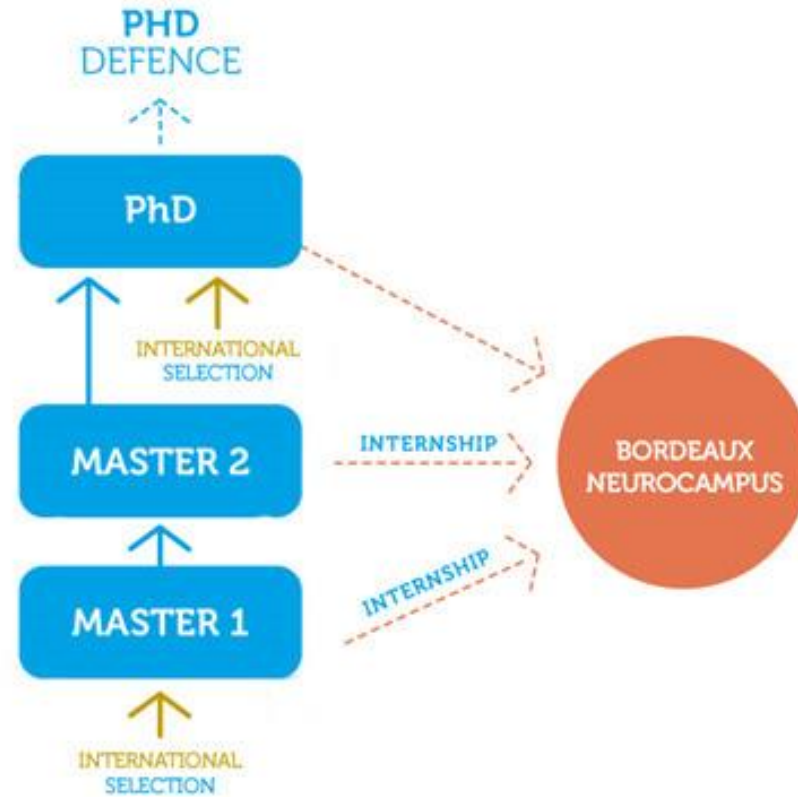 PHD
DEFENCE
PhD
INTERNATIONAL
SELECTION
MASTER 2
INTERNSHIP
BORDEAUX
NEUROCAMPUS
MASTER 1
INTERNSHIP
INTERNATIONAL
SELECTION